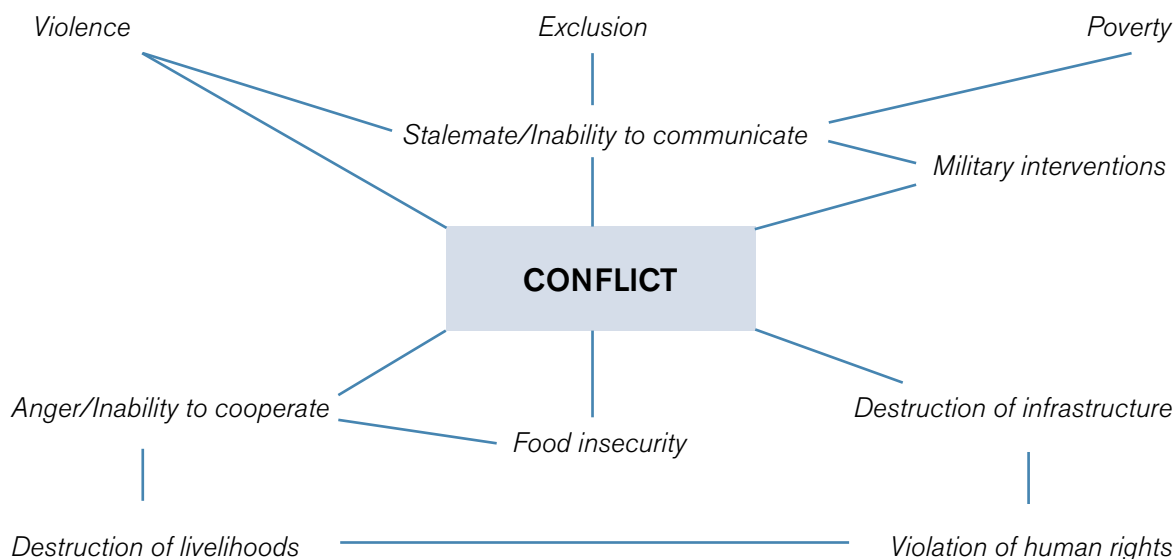 Violence
Exclusion
Poverty
Stalemate/Inability to communicate
Military interventions
CONFLICT
Anger/Inability to cooperate
Destruction of infrastructure
Food insecurity
Destruction of livelihoods
Violation of human rights